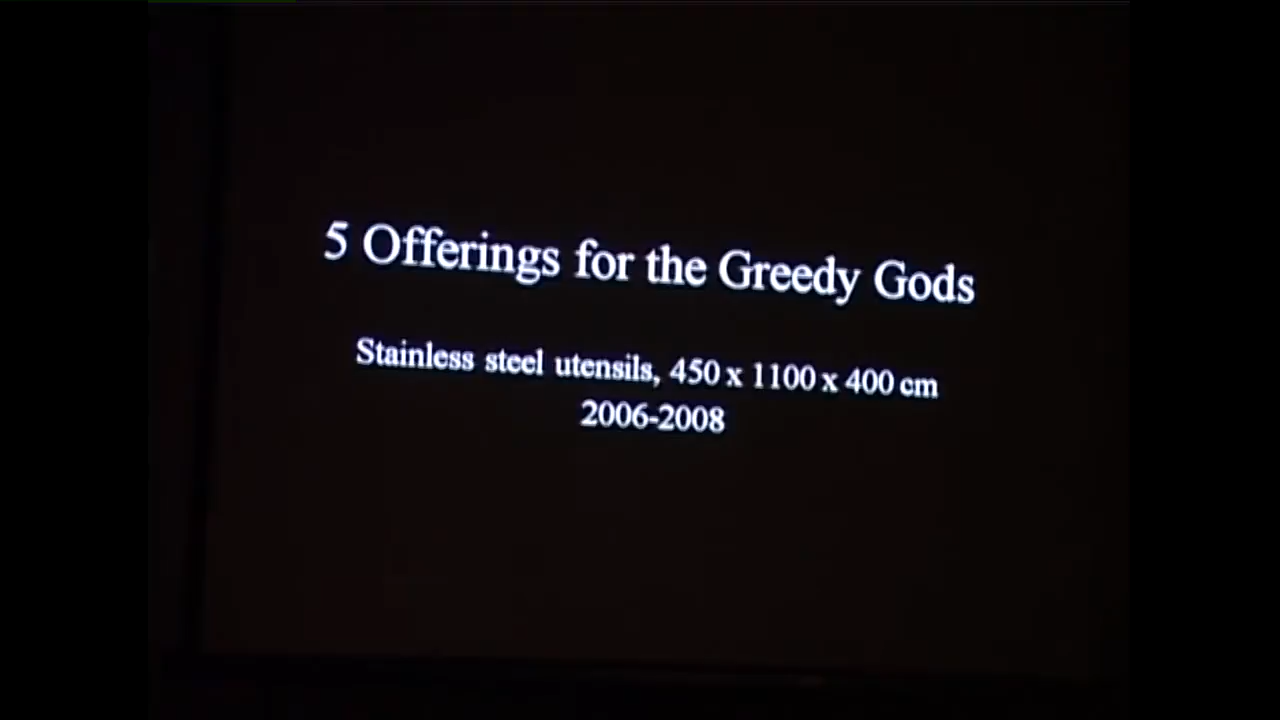 5 Offerings for the Greedy Gods
Stainless steel utensils, 450 x 1100 x 400 cm
2006-2008